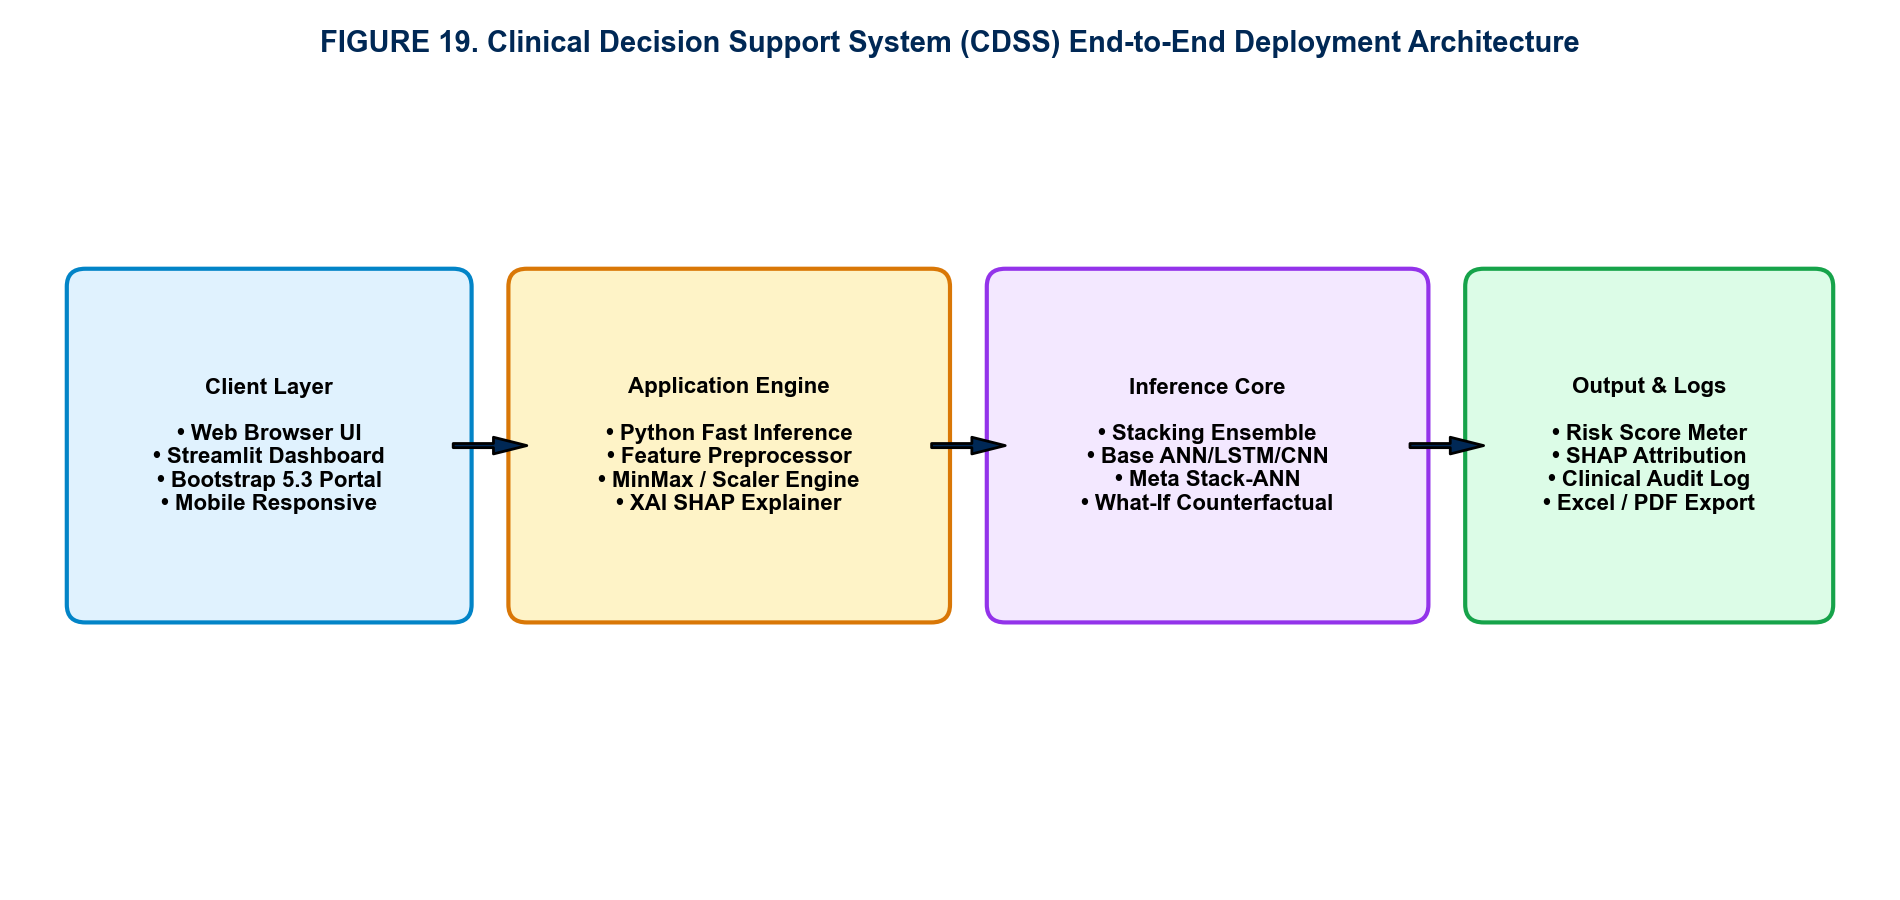 FIGURE 19. Clinical Decision Support System (CDSS) End-to-End Deployment Architecture
Client Layer
• Web Browser UI
• Streamlit Dashboard
• Bootstrap 5.3 Portal
• Mobile Responsive
Application Engine
• Python Fast Inference
• Feature Preprocessor
• MinMax / Scaler Engine
• XAI SHAP Explainer
Inference Core
• Stacking Ensemble
• Base ANN/LSTM/CNN
• Meta Stack-ANN
• What-If Counterfactual
Output & Logs
• Risk Score Meter
• SHAP Attribution
• Clinical Audit Log
• Excel / PDF Export